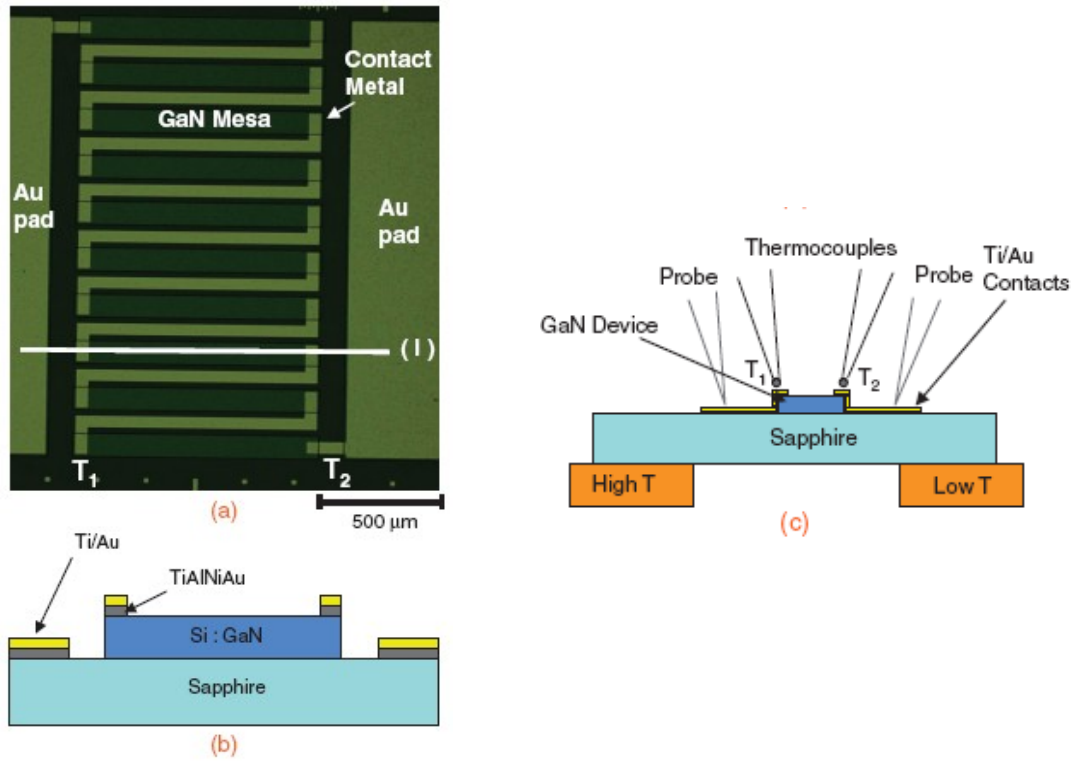 Contact
Metal
GaN Mesa
Au
pad
Au
pad
( I )
T1
T2
(a)
500 μm
Ti/Au
TiAlNiAu
Si : GaN
Sapphire
(b)
Thermocouples
Ti/Au
Contacts
Probe
Probe
GaN Device
T1
T2
Sapphire
High T
Low T
(c)